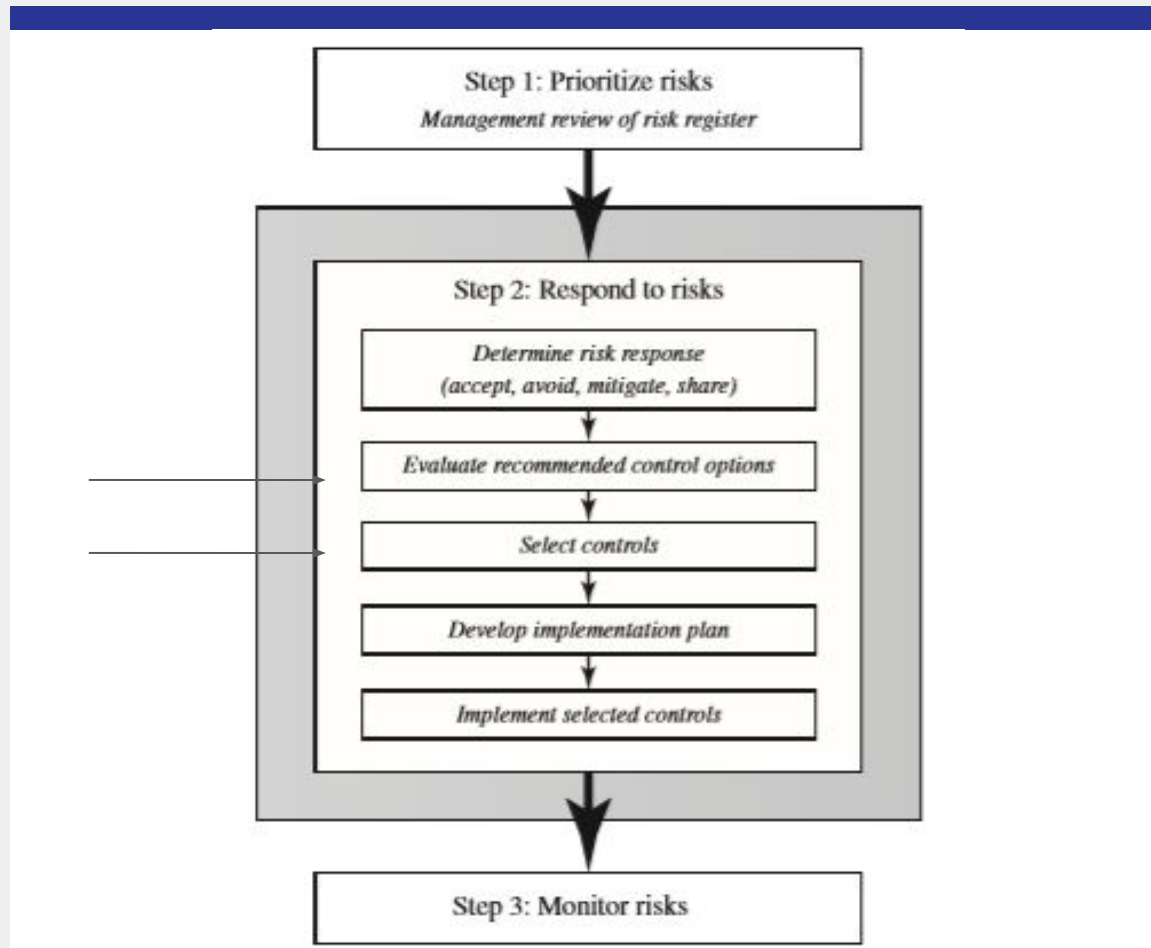 Step 1: Prioritize risks
Management review of risk register
Step 2: Respond to risks
Determine risk response
(accept, avoid, mitigate, share)
Evaluate recommended control options
Select controls
Develop implementation plan
Implement selected controls
Step 3: Monitor risks